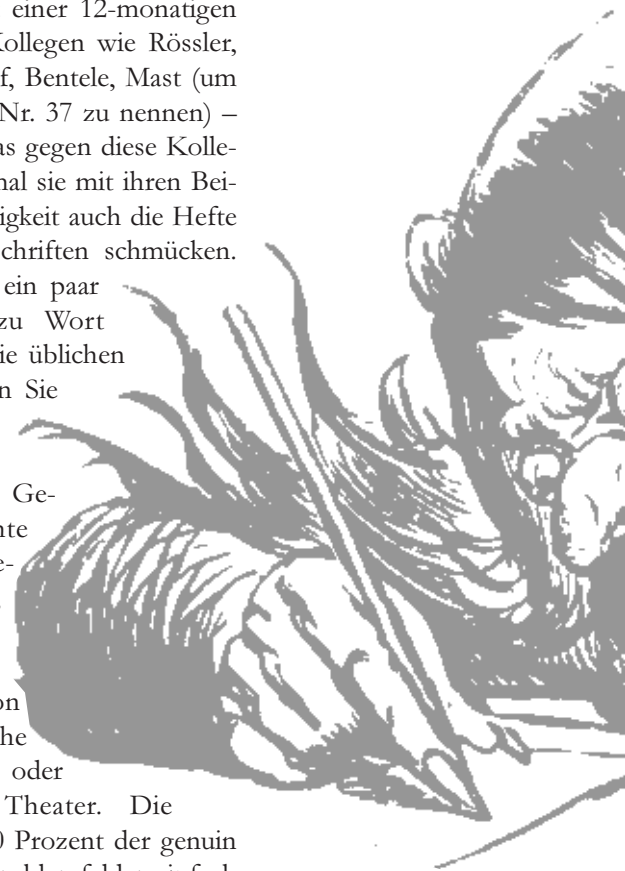 einer 12-monatigen
Kollegen wie Rössler,
f, Bentele, Mast (um
Nr. 37 zu nennen) –
as gegen diese Kolle-
nal sie mit ihren Bei-
igkeit auch die Hefte
chriften schmücken.
ein paar
zu Wort
ie üblichen
n Sie
Ge-
nte
e-
on
he
oder
Theater. Die
0 Prozent der genuin